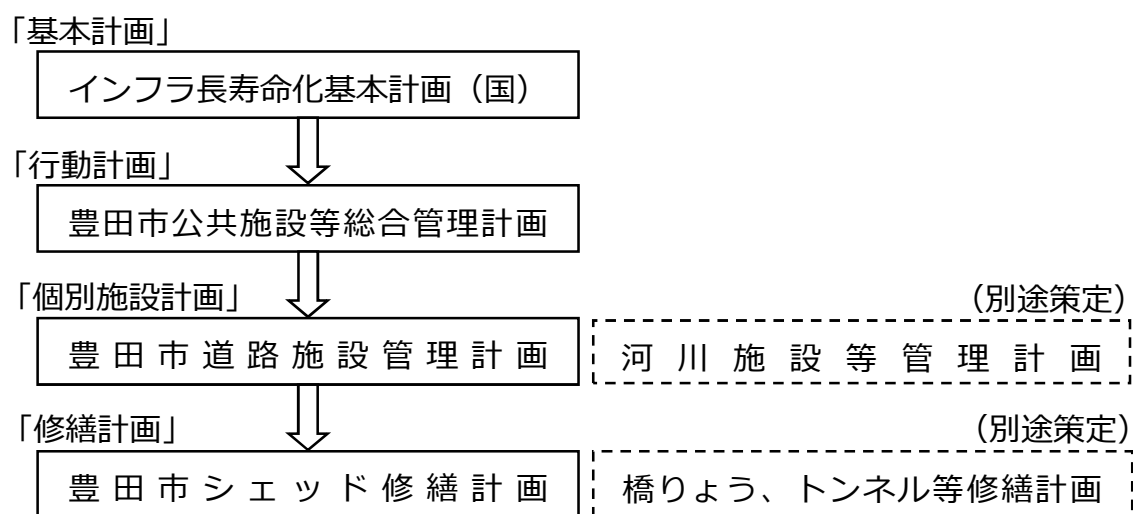 「基本計画」
インフラ長寿命化基本計画（国）
「行動計画」
豊田市公共施設等総合管理計画
「個別施設計画」
（別途策定）
豊田市道路施設管理計画
河川施設等管理計画
「修繕計画」
（別途策定）
豊田市シェッド修繕計画
橋りょう、トンネル等修繕計画